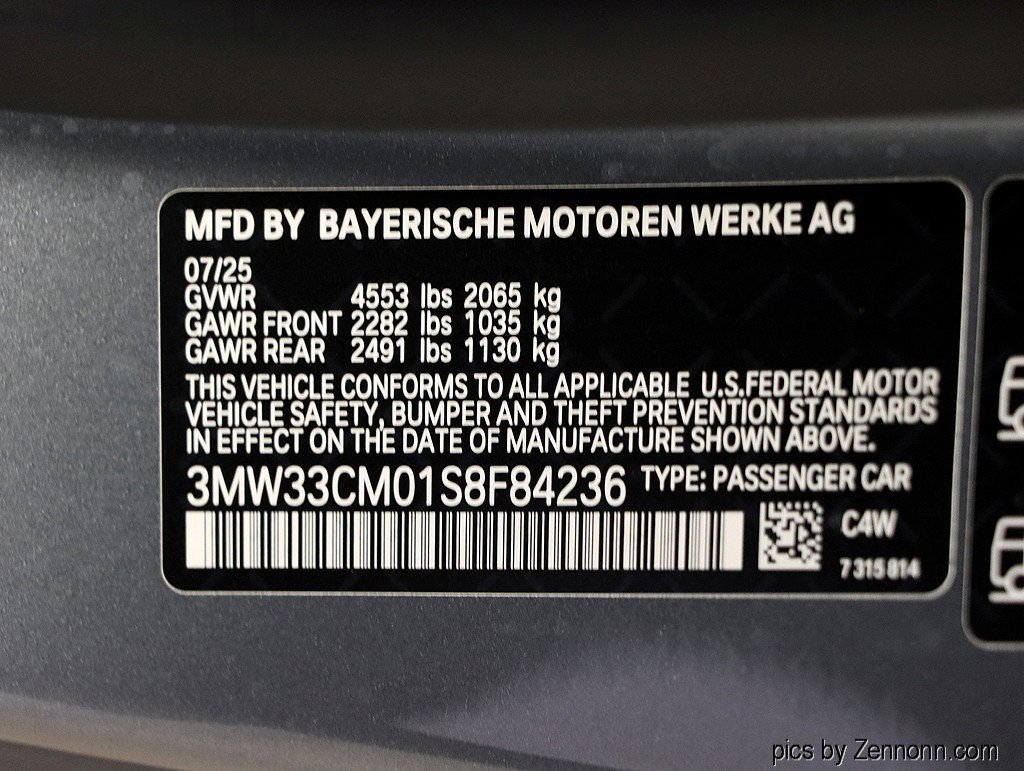 MFD BY BAYERISCHE MOTOREN WERKE AG
07/25
GVWR 4553 lbs 2065 kg
GAWR FRONT 2282 lbs 1035 kg
GAWR REAR 2491 lbs 1130 kg
THIS VEHICLE CONFORMS TO ALL APPLICABLE U.S.FEDERAL MOTOR
VEHICLE SAFETY, BUMPER AND THEFT PREVENTION STANDARDS
IN EFFECT ON THE DATE OF MANUFACTURE SHOWN ABOVE.
3MW33CM01S8F84236 TYPE: PASSENGER CAR
C4W
7315814
pics by Zennonn.com